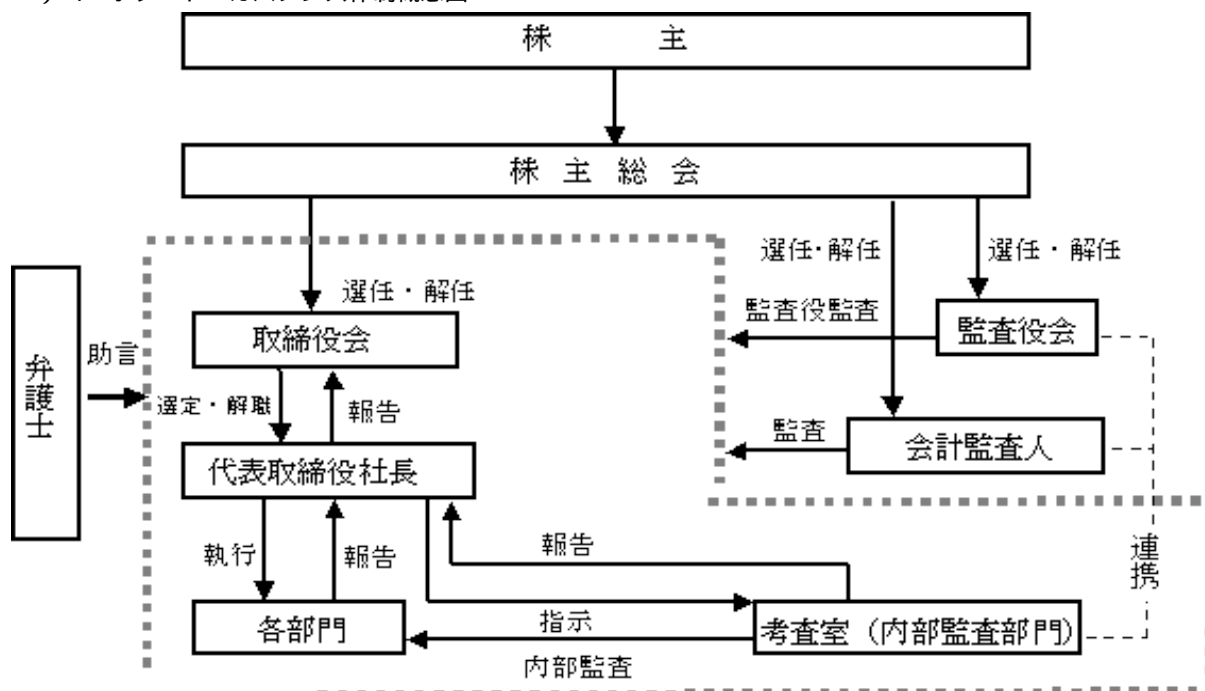 株主
株主総会
選任・解任
選任・解任
選任・解任
弁護士
助言
取締役会
監査役監査
監査役会
選定・解職
報告
監査
会計監査人
代表取締役社長
執行
報告
報告
連携
各部門
指示
考査室（内部監査部門）
内部監査